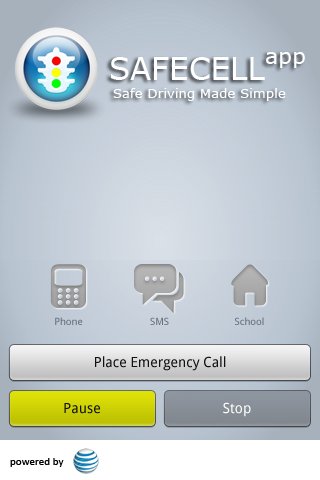 SAFECELL app
Safe Driving Made Simple
Phone SMS School
Place Emergency Call
Pause Stop
powered by